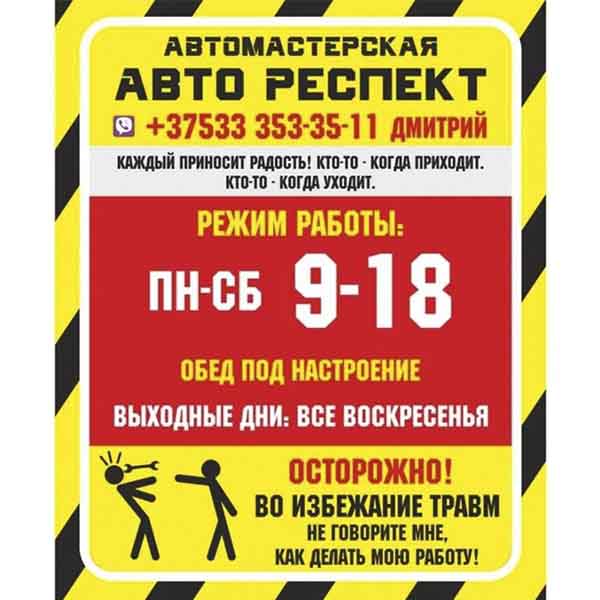 АВТОМАСТЕРСКАЯ
АВТО РЕСПЕКТ
+37533 353-35-11 ДМИТРИЙ
КАЖДЫЙ ПРИНОСИТ РАДОСТЬ! КТО-ТО - КОГДА ПРИХОДИТ.
КТО-ТО - КОГДА УХОДИТ.
РЕЖИМ РАБОТЫ:
ПН-СБ 9-18
ОБЕД ПОД НАСТРОЕНИЕ
ВЫХОДНЫЕ ДНИ: ВСЕ ВОСКРЕСЕНЬЯ
ОСТОРОЖНО!
ВО ИЗБЕЖАНИЕ ТРАВМ
НЕ ГОВОРИТЕ МНЕ,
КАК ДЕЛАТЬ МОЮ РАБОТУ!